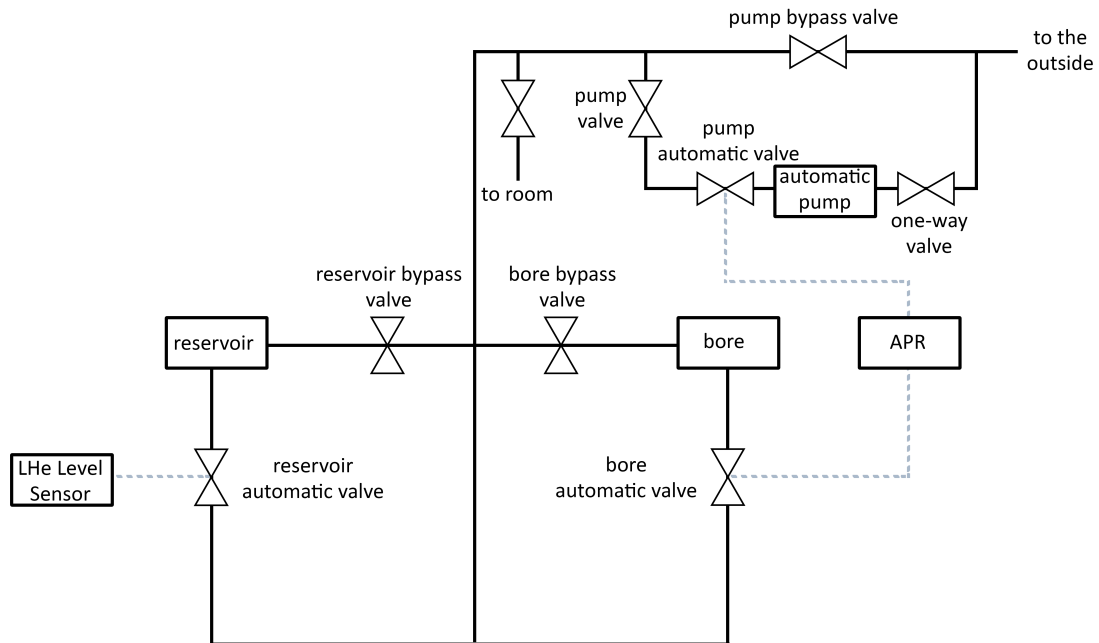 pump bypass valve
to the
outside
pump
valve
pump
automatic valve
automatic
pump
to room
one-way
valve
reservoir bypass
valve
bore bypass
valve
reservoir
bore
APR
LHe Level
Sensor
reservoir
automatic valve
bore
automatic valve